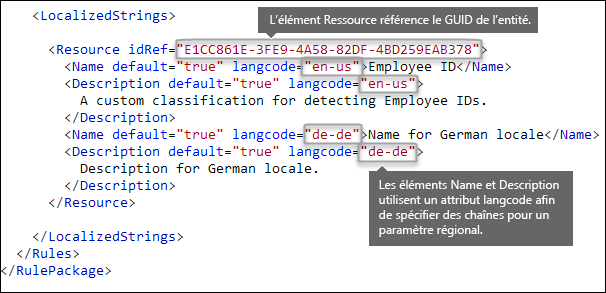 <LocalizedStrings>
L'élément Ressource référence le GUID de l'entité.
<Resource idRef="E1CC861E-3FE9-4A58-82DF-4BD259EAB378">
<Name default="true" langcode="en-us">Employee ID</Name>
<Description default="true" langcode="en-us">
A custom classification for detecting Employee IDs.
</Description>
<Name default="true" langcode="de-de">Name for German locale</Name>
<Description default="true" langcode="de-de">
Description for German locale.
</Description>
</Resource>
Les éléments Name et Description
utilisent un attribut langcode afin
de spécifier des chaînes pour un
paramètre régional.
</LocalizedStrings>
</Rules>
</RulePackage>